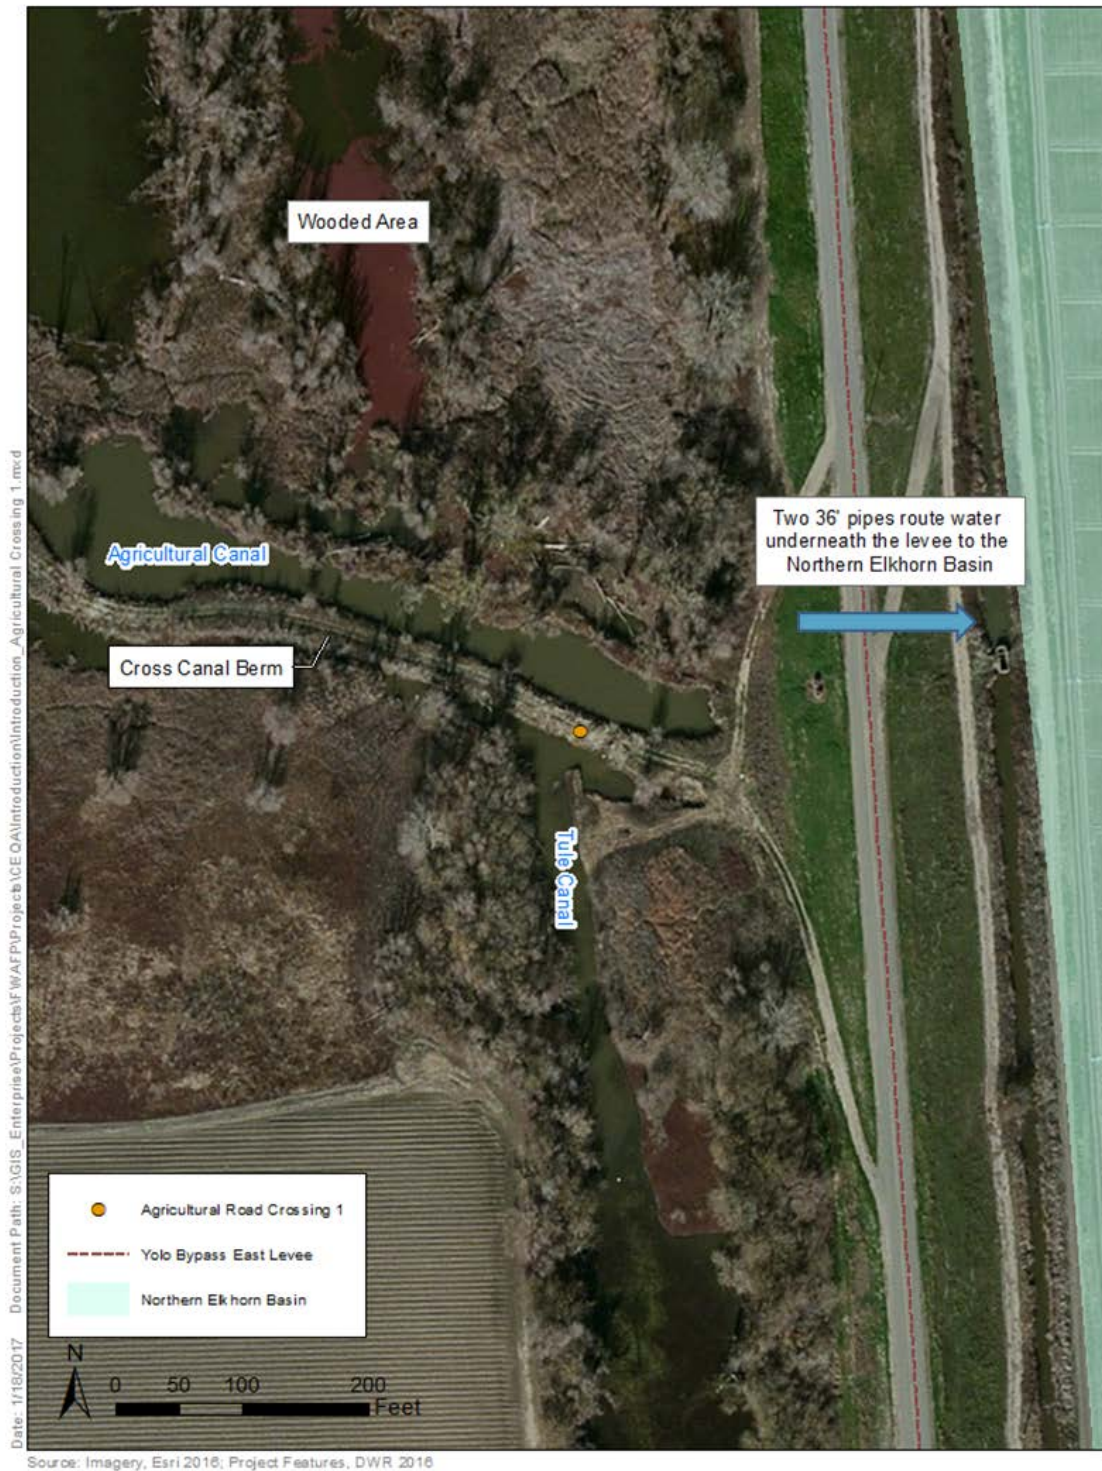 Wooded Area
Agricultural Canal
Two 36' pipes route water
underneath the levee to the
Northern Elkhorn Basin
Cross Canal Berm
Tule Canal
Agricultural Road Crossing 1
Yolo Bypass East Levee
Northern Elkhorn Basin
N
0 50 100 200
Feet
Date: 1/18/2017 Document Path: S:\GIS_Enterprise\Projects\FWAFP\Projects\CEQA\Introduction\Introduction_Agricultural Crossing 1.mxd
Source: Imagery, Esri 2016; Project Features, DWR 2016